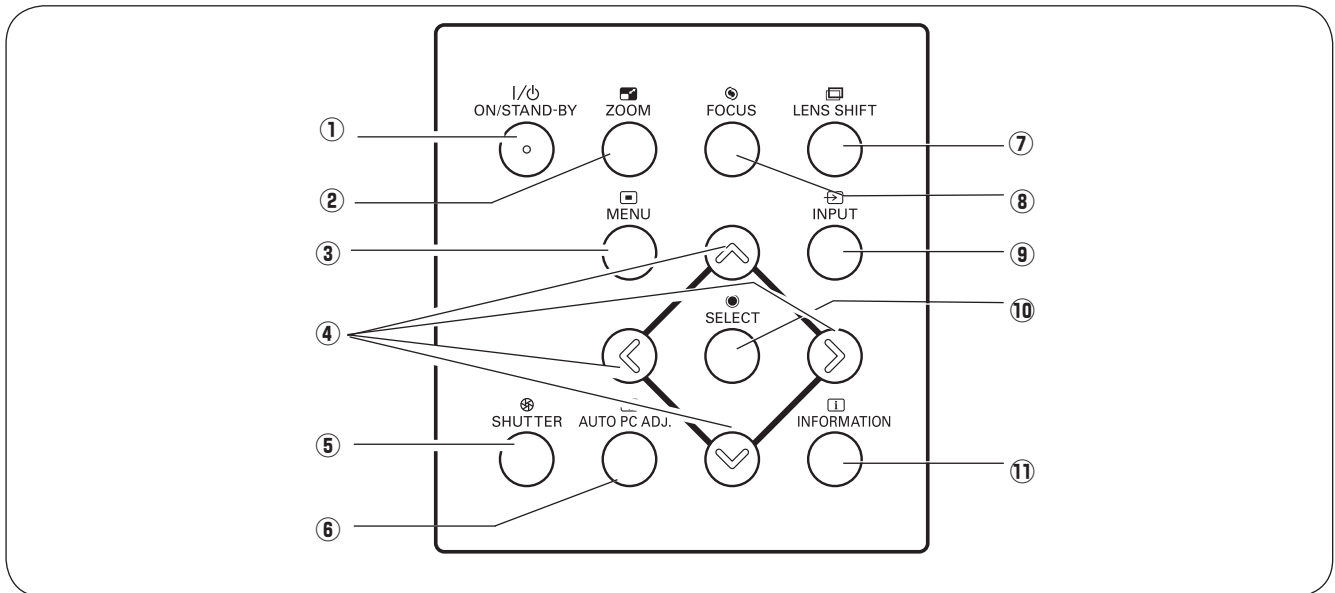 I/⏻
ON/STAND-BY ZOOM FOCUS LENS SHIFT
① ⑦
② ⑧
MENU INPUT
③ ⑨
⑩
④ SELECT
SHUTTER AUTO PC ADJ. i INFORMATION
⑤
⑪
⑥